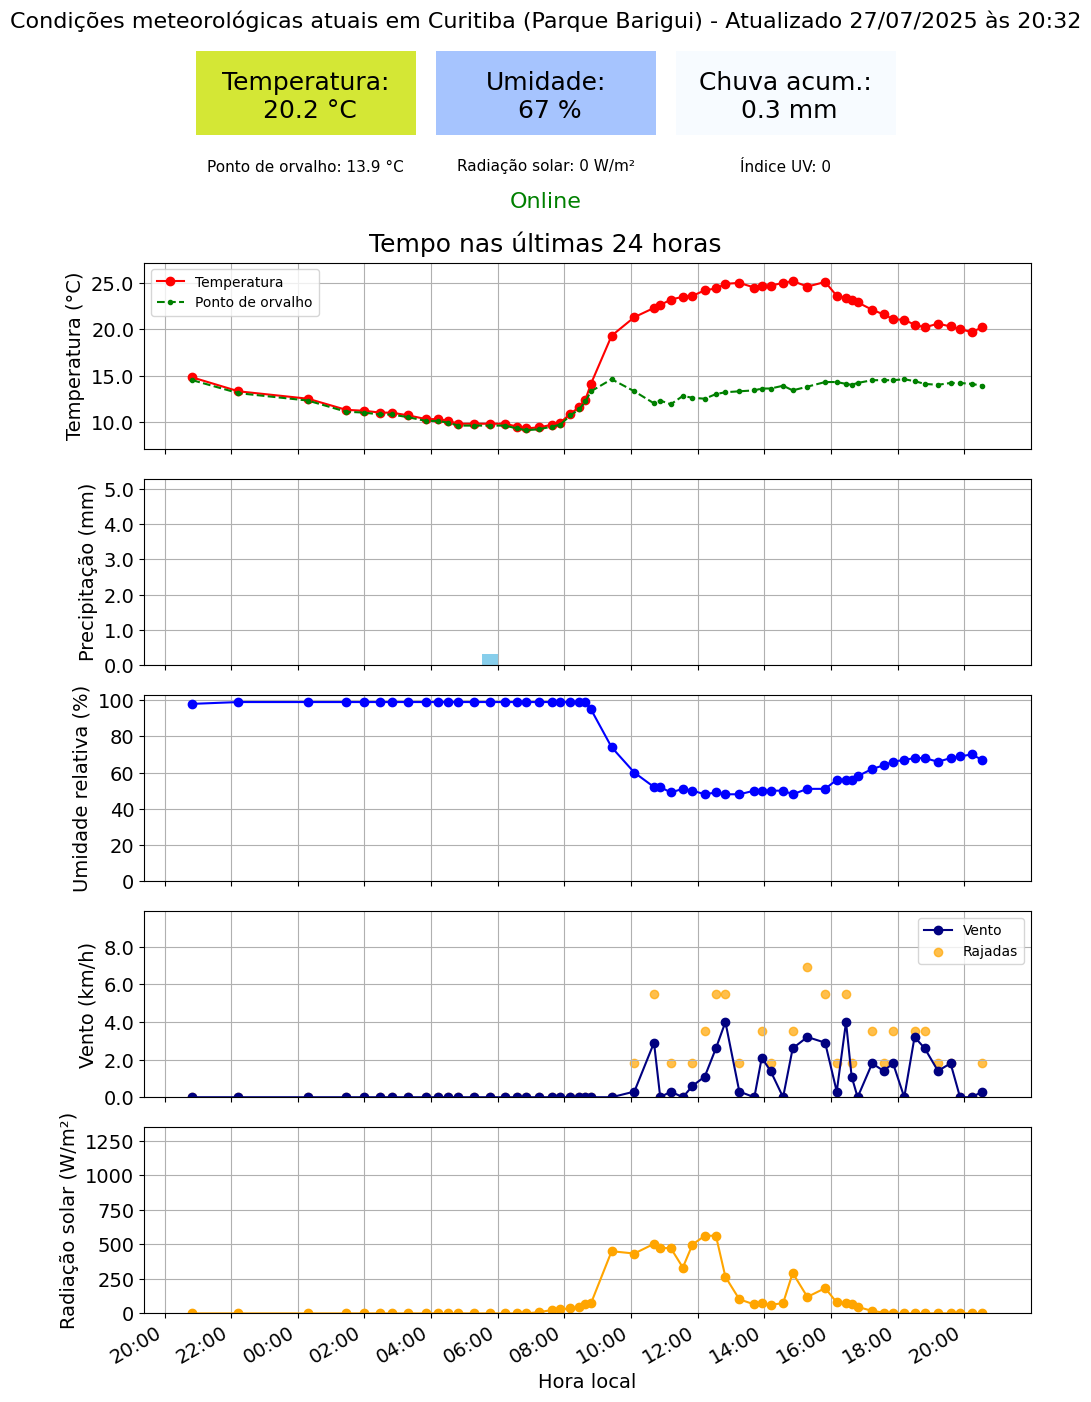 Condições meteorológicas atuais em Curitiba (Parque Barigui) - Atualizado 27/07/2025 às 20:32
Temperatura:
20.2 °C
Umidade:
67 %
Chuva acum.:
0.3 mm
Ponto de orvalho: 13.9 °C
Radiação solar: 0 W/m²
Índice UV: 0
Online
Tempo nas últimas 24 horas
Temperatura (°C)
25.0
20.0
15.0
10.0
Temperatura
Ponto de orvalho
Precipitação (mm)
5.0
4.0
3.0
2.0
1.0
0.0
Umidade relativa (%)
100
80
60
40
20
0
Vento (km/h)
8.0
6.0
4.0
2.0
0.0
Vento
Rajadas
Radiação solar (W/m²)
1250
1000
750
500
250
0
20:00
22:00
00:00
02:00
04:00
06:00
08:00
10:00
12:00
14:00
16:00
18:00
20:00
Hora local